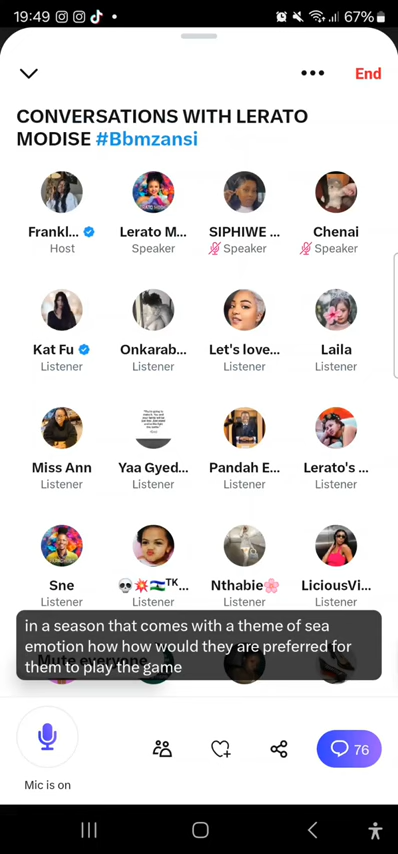 19:49
67%
End
CONVERSATIONS WITH LERATO
MODISE #Bbmzansi
Frankl... Lerato M... SIPHIWE ... Chenai
Host Speaker Speaker Speaker
Kat Fu Onkarab... Let's love... Laila
Listener Listener Listener Listener
Miss Ann Yaa Gyed... Pandah E... Lerato's ...
Listener Listener Listener Listener
Sne 💀💥🇱🇸ᵀᴷ... Nthabie🌸 LiciousVi...
Listener Listener Listener Listener
in a season that comes with a theme of sea
emotion how how would they are preferred for
them to play the game
Mute everyone
76
Mic is on